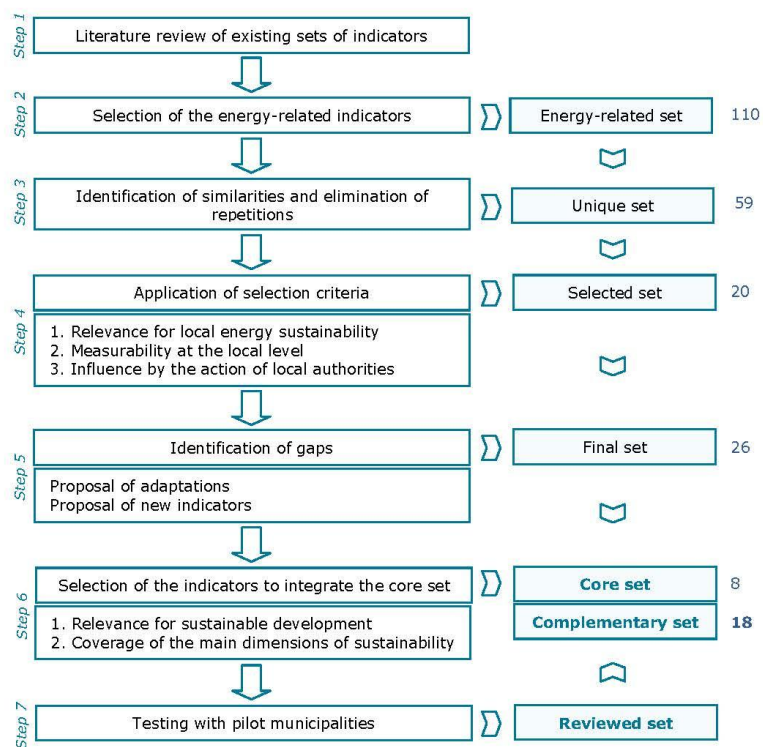 Step 1
Literature review of existing sets of indicators
Step 2
Selection of the energy-related indicators
Energy-related set
110
Step 3
Identification of similarities and elimination of
repetitions
Unique set
59
Step 4
Application of selection criteria
Selected set
20
1. Relevance for local energy sustainability
2. Measurability at the local level
3. Influence by the action of local authorities
Step 5
Identification of gaps
Final set
26
Proposal of adaptations
Proposal of new indicators
Step 6
Selection of the indicators to integrate the core set
Core set
8
1. Relevance for sustainable development
2. Coverage of the main dimensions of sustainability
Complementary set
18
Step 7
Testing with pilot municipalities
Reviewed set